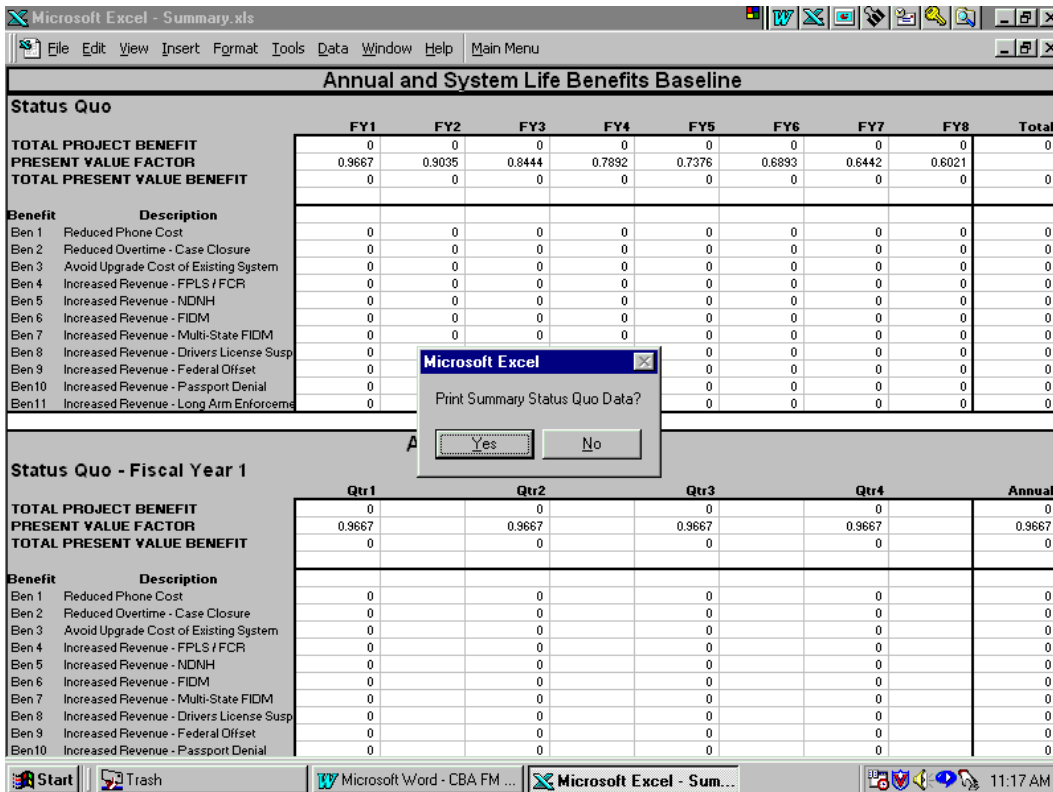 Microsoft Excel - Summary.xls
File Edit View Insert Format Tools Data Window Help Main Menu
Annual and System Life Benefits Baseline
Status Quo
FY1 FY2 FY3 FY4 FY5 FY6 FY7 FY8 Total
TOTAL PROJECT BENEFIT 0 0 0 0 0 0 0 0 0
PRESENT VALUE FACTOR 0.9667 0.9035 0.8444 0.7892 0.7376 0.6893 0.6442 0.6021
TOTAL PRESENT VALUE BENEFIT 0 0 0 0 0 0 0 0 0
Benefit Description
Ben 1 Reduced Phone Cost 0 0 0 0 0 0 0 0 0
Ben 2 Reduced Overtime - Case Closure 0 0 0 0 0 0 0 0 0
Ben 3 Avoid Upgrade Cost of Existing System 0 0 0 0 0 0 0 0 0
Ben 4 Increased Revenue - FPLS / FCR 0 0 0 0 0 0 0 0 0
Ben 5 Increased Revenue - NDNH 0 0 0 0 0 0 0 0 0
Ben 6 Increased Revenue - FIDM 0 0 0 0 0 0 0 0 0
Ben 7 Increased Revenue - Multi-State FIDM 0 0 0 0 0 0 0 0 0
Ben 8 Increased Revenue - Drivers License Susp 0 0 0 0 0 0
Ben 9 Increased Revenue - Federal Offset 0 0 0 0 0 0
Ben10 Increased Revenue - Passport Denial 0 0 0 0 0 0
Ben11 Increased Revenue - Long Arm Enforceme 0 0 0 0 0 0
Microsoft Excel
Print Summary Status Quo Data?
Yes No
A
Status Quo - Fiscal Year 1
Qtr1 Qtr2 Qtr3 Qtr4 Annual
TOTAL PROJECT BENEFIT 0 0 0 0 0
PRESENT VALUE FACTOR 0.9667 0.9667 0.9667 0.9667 0.9667
TOTAL PRESENT VALUE BENEFIT 0 0 0 0 0
Benefit Description
Ben 1 Reduced Phone Cost 0 0 0 0 0
Ben 2 Reduced Overtime - Case Closure 0 0 0 0 0
Ben 3 Avoid Upgrade Cost of Existing System 0 0 0 0 0
Ben 4 Increased Revenue - FPLS / FCR 0 0 0 0 0
Ben 5 Increased Revenue - NDNH 0 0 0 0 0
Ben 6 Increased Revenue - FIDM 0 0 0 0 0
Ben 7 Increased Revenue - Multi-State FIDM 0 0 0 0 0
Ben 8 Increased Revenue - Drivers License Susp 0 0 0 0 0
Ben 9 Increased Revenue - Federal Offset 0 0 0 0 0
Ben10 Increased Revenue - Passport Denial 0 0 0 0 0
Start Trash Microsoft Word - CBA FM ... Microsoft Excel - Sum... 11:17 AM